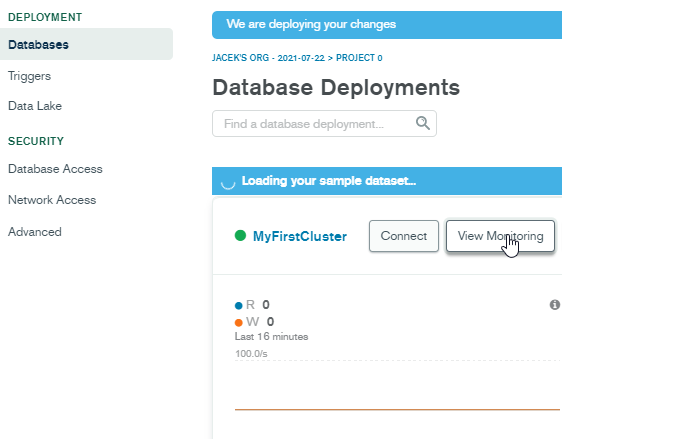 DEPLOYMENT
Databases
Triggers
Data Lake
SECURITY
Database Access
Network Access
Advanced
We are deploying your changes
JACEK'S ORG - 2021-07-22 > PROJECT 0
Database Deployments
Find a database deployment...
Loading your sample dataset...
MyFirstCluster
Connect
View Monitoring
R 0
W 0
Last 16 minutes
100.0/s